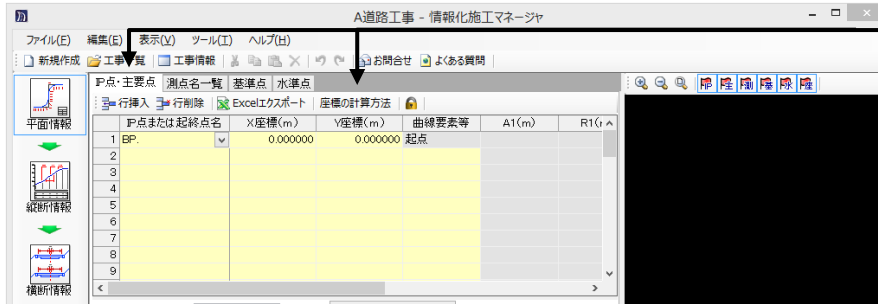 A道路工事 - 情報化施工マネージャ
ファイル(F) 編集(E) 表示(V) ツール(T) ヘルプ(H)
新規作成 工事一覧 工事情報 お問合せ よくある質問
平面情報
縦断情報
横断情報
IP点・主要点 測点名一覧 基準点 水準点
行挿入 行削除 Excelエクスポート 座標の計算方法
IP点または起終点名 X座標(m) Y座標(m) 曲線要素等 A1(m) R1(
1 BP. 0.000000 0.000000 起点
2
3
4
5
6
7
8
9